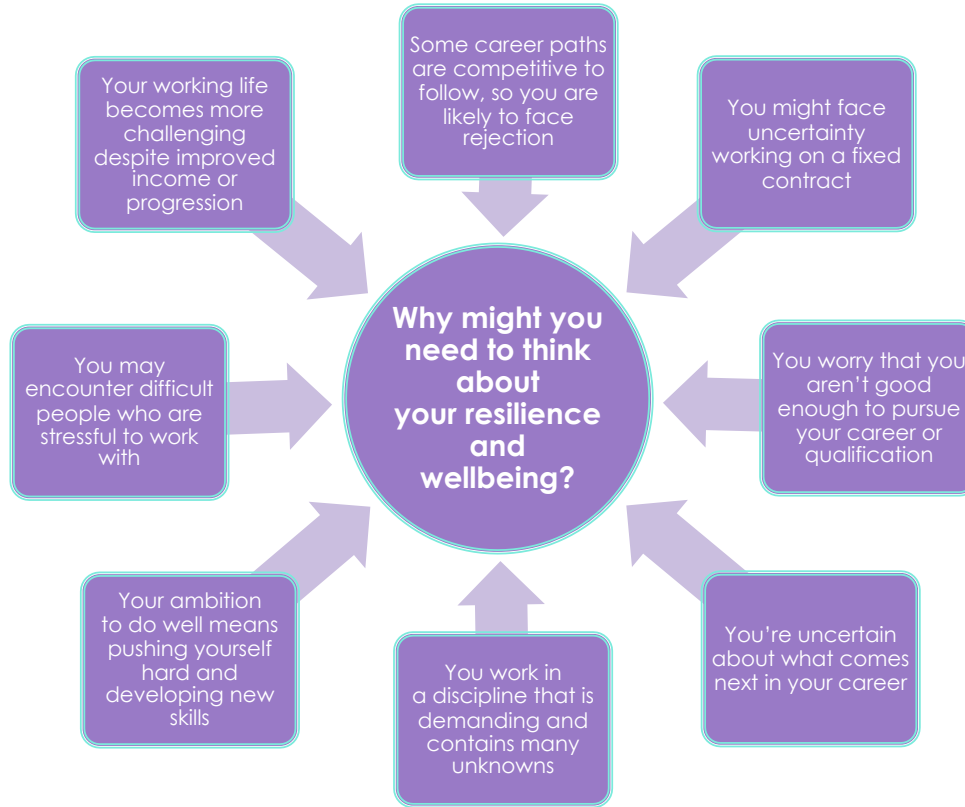 Some career paths
are competitive to
follow, so you are
likely to face
rejection
You might face
uncertainty
working on a fixed
contract
You worry that you
aren’t good
enough to pursue
your career or
qualification
You’re uncertain
about what comes
next in your career
You work in
a discipline that is
demanding and
contains many
unknowns
Your ambition
to do well means
pushing yourself
hard and
developing new
skills
You may
encounter difficult
people who are
stressful to work
with
Your working life
becomes more
challenging
despite improved
income or
progression
Why might you
need to think
about
your resilience
and
wellbeing?